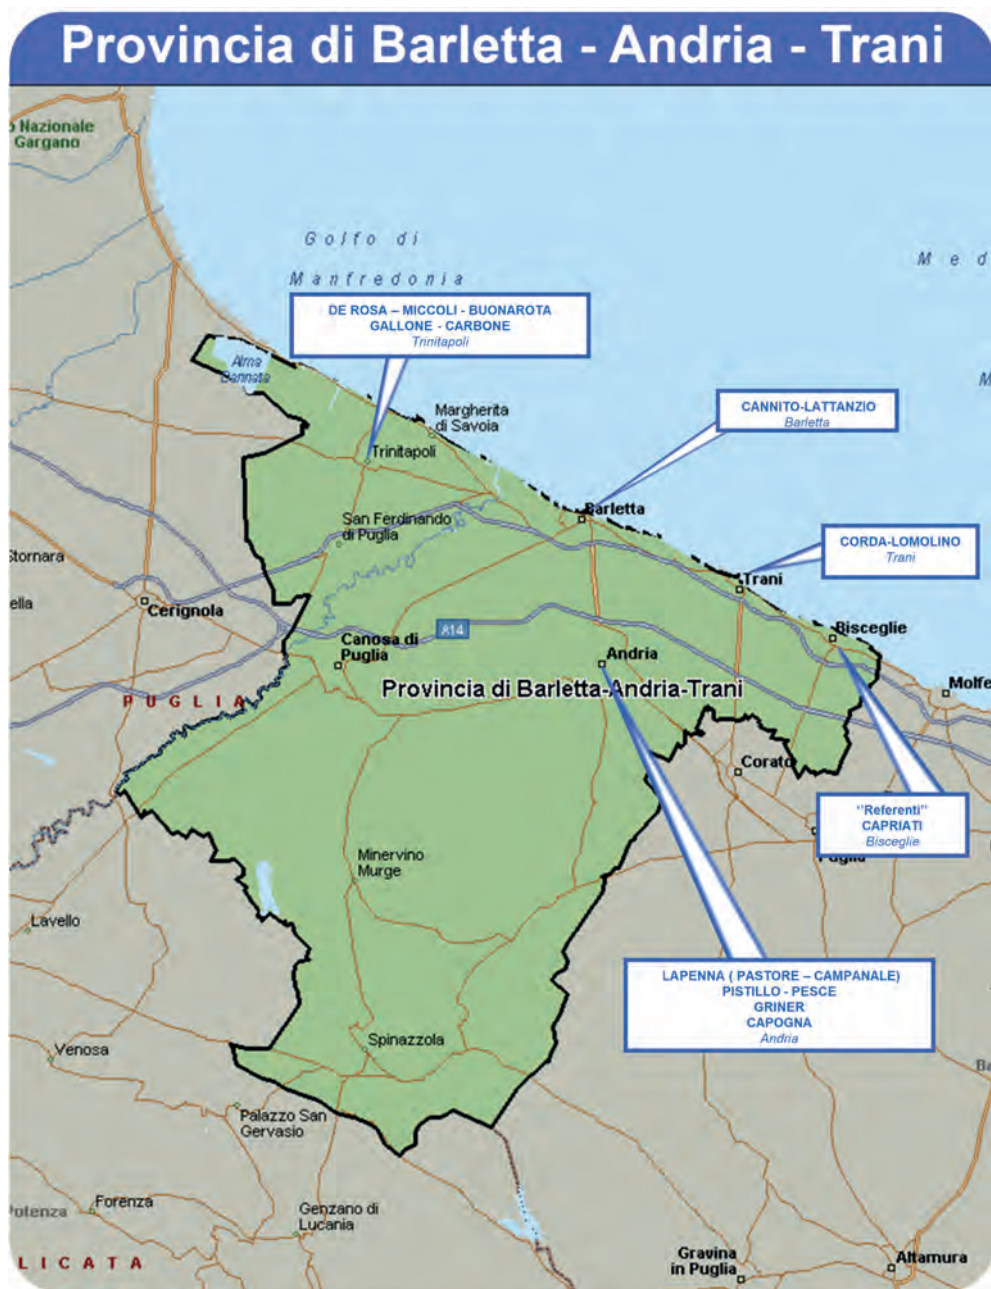 Provincia di Barletta - Andria - Trani
o Nazionale
Gargano
Golfo di
Manfredonia
Med
M
DE ROSA – MICCOLI - BUONAROTA
GALLONE - CARBONE
Trinitapoli
Alma
Dannata
Margherita
di Savoia
CANNITO-LATTANZIO
Barletta
Trinitapoli
San Ferdinando
di Puglia
Barletta
CORDA-LOMOLINO
Trani
Stornara
Trani
ella
Cerignola
Bisceglie
A14
Canosa di
Puglia
Andria
Molfe
PUGLIA
Provincia di Barletta-Andria-Trani
Corato
"Referenti"
CAPRIATI
Bisceglie
Puglia
Minervino
Murge
Lavello
LAPENNA ( PASTORE – CAMPANALE)
PISTILLO - PESCE
GRINER
CAPOGNA
Andria
Spinazzola
Venosa
Ba
Palazzo San
Gervasio
Forenza
Potenza
Genzano di
Lucania
LICATA
Gravina
in Puglia
Altamura